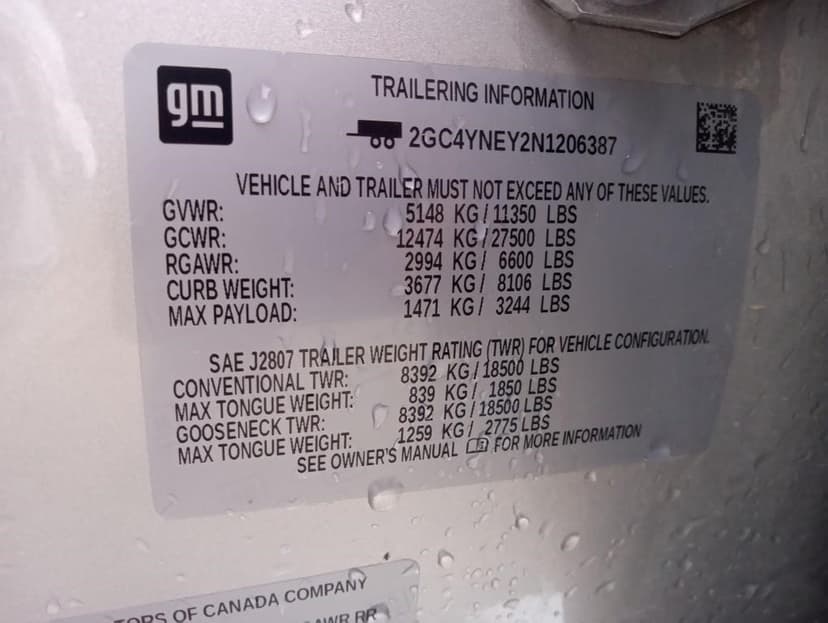 gm
TRAILERING INFORMATION
2GC4YNEY2N1206387
VEHICLE AND TRAILER MUST NOT EXCEED ANY OF THESE VALUES.
GVWR: 5148 KG / 11350 LBS
GCWR: 12474 KG / 27500 LBS
RGAWR: 2994 KG / 6600 LBS
CURB WEIGHT: 3677 KG / 8106 LBS
MAX PAYLOAD: 1471 KG / 3244 LBS
SAE J2807 TRAILER WEIGHT RATING (TWR) FOR VEHICLE CONFIGURATION.
CONVENTIONAL TWR: 8392 KG / 18500 LBS
MAX TONGUE WEIGHT: 839 KG / 1850 LBS
GOOSENECK TWR: 8392 KG / 18500 LBS
MAX TONGUE WEIGHT: 1259 KG / 2775 LBS
SEE OWNER'S MANUAL FOR MORE INFORMATION
TORS OF CANADA COMPANY
AWR RR